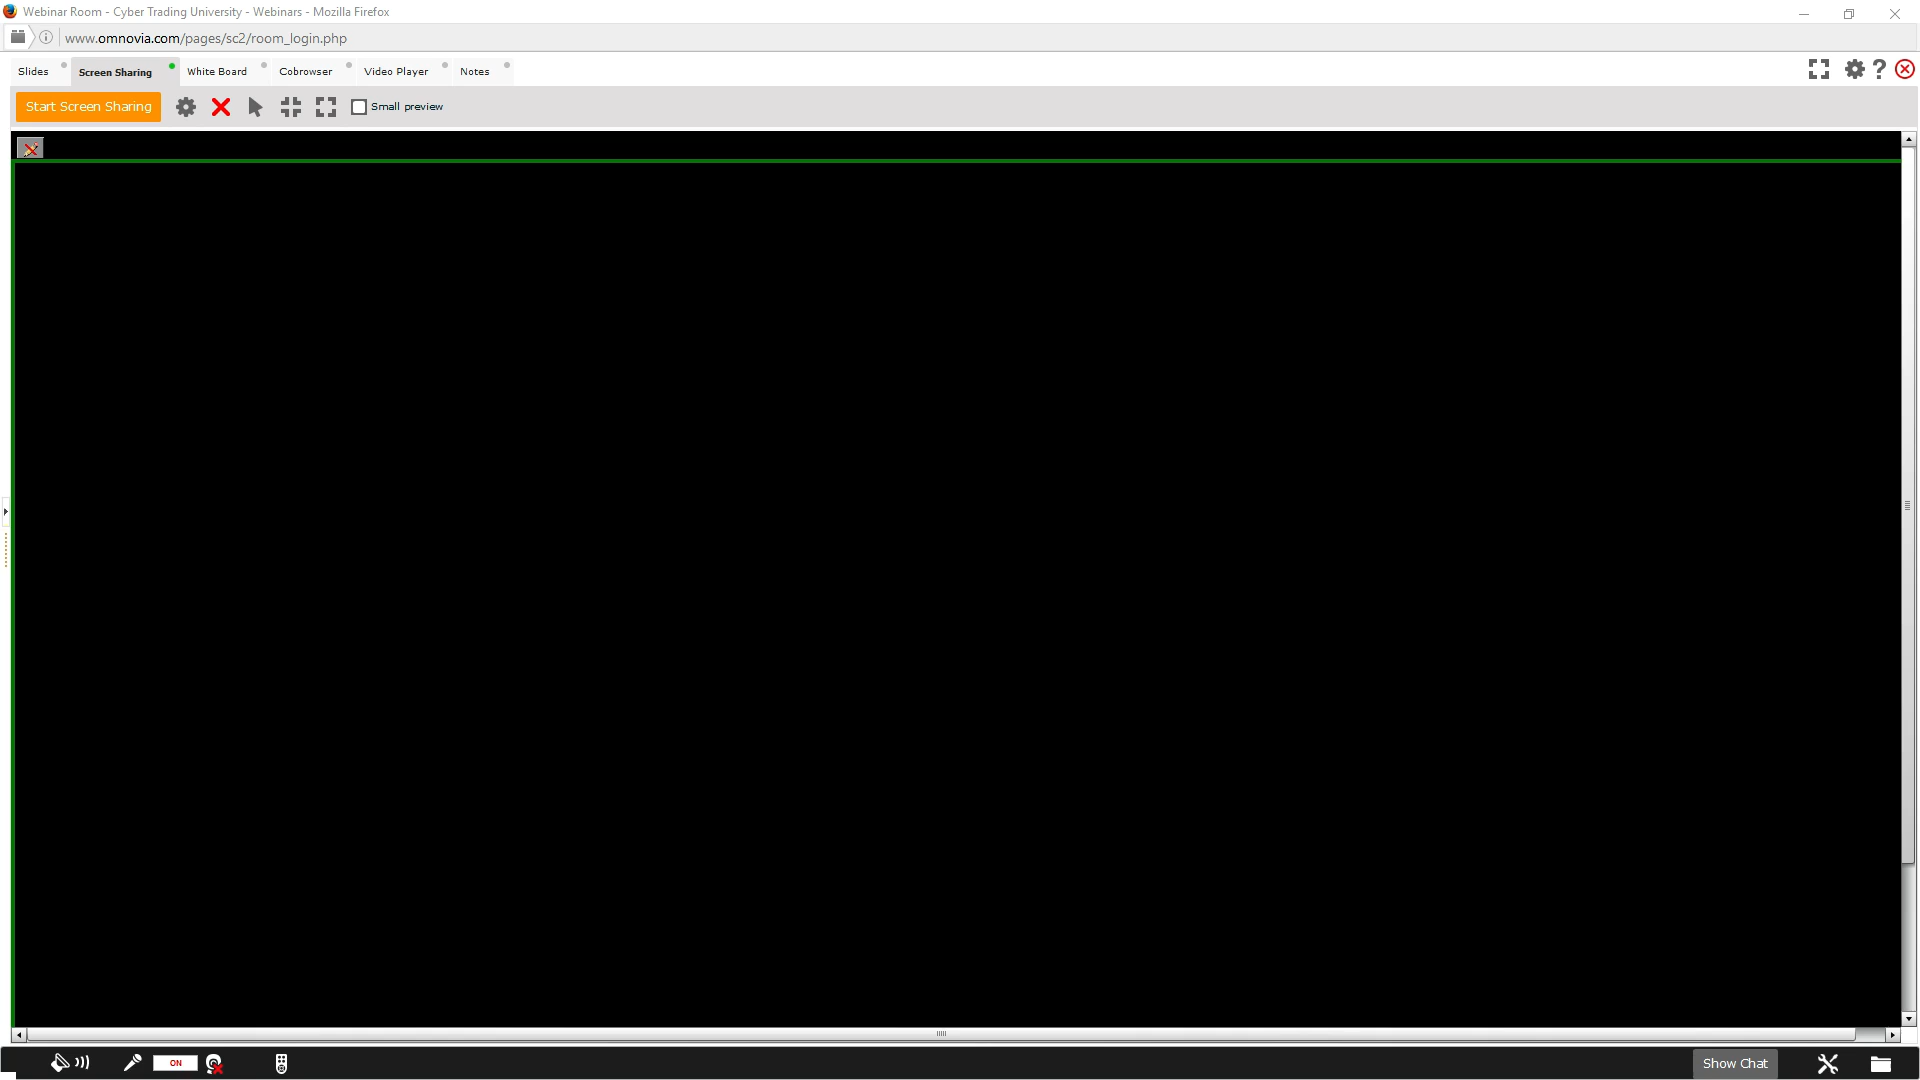 Webinar Room - Cyber Trading University - Webinars - Mozilla Firefox
www.omnovia.com/pages/sc2/room_login.php
Slides Screen Sharing White Board Cobrowser Video Player Notes
Start Screen Sharing Small preview
ON Show Chat